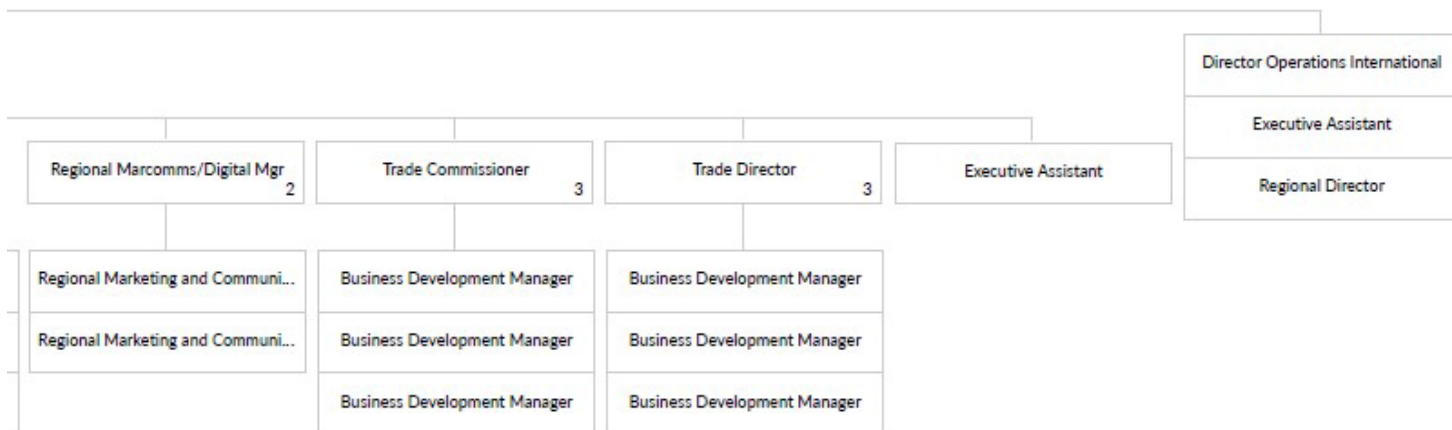 Director Operations International
Executive Assistant
Regional Director
Regional Marcomms/Digital Mgr
2
Trade Commissioner
3
Trade Director
3
Executive Assistant
Regional Marketing and Communi...
Regional Marketing and Communi...
Business Development Manager
Business Development Manager
Business Development Manager
Business Development Manager
Business Development Manager
Business Development Manager